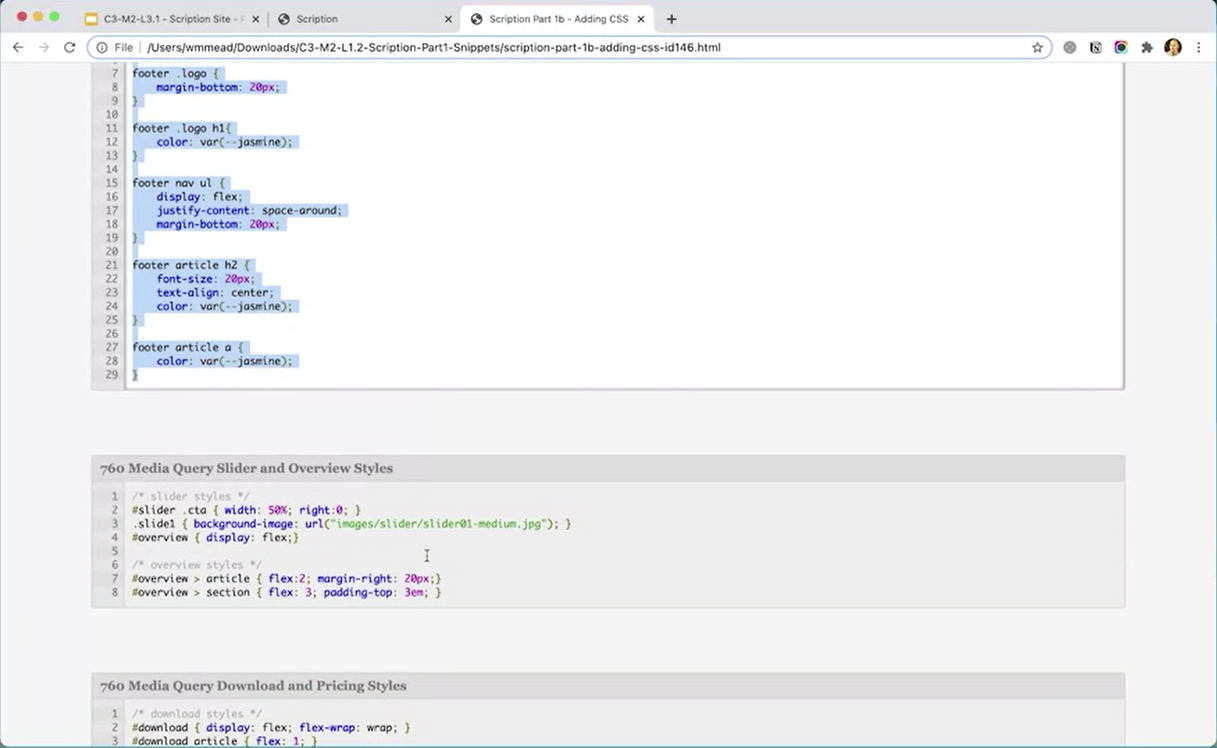 C3-M2-L3.1 - Scription Site -
Scription
Scription Part 1b - Adding CSS
File
/Users/wmmead/Downloads/C3-M2-L1.2-Scription-Part1-Snippets/scription-part-1b-adding-css-id146.html
7 footer .logo {
8 margin-bottom: 20px;
9 }
10
11 footer .logo h1{
12 color: var(--jasmine);
13 }
14
15 footer nav ul {
16 display: flex;
17 justify-content: space-around;
18 margin-bottom: 20px;
19 }
20
21 footer article h2 {
22 font-size: 20px;
23 text-align: center;
24 color: var(--jasmine);
25 }
26
27 footer article a {
28 color: var(--jasmine);
29 }
760 Media Query Slider and Overview Styles
1 /* slider styles */
2 #slider .cta { width: 50%; right:0; }
3 .slide1 { background-image: url("images/slider/slider01-medium.jpg"); }
4 #overview { display: flex;}
5
6 /* overview styles */
7 #overview > article { flex:2; margin-right: 20px;}
8 #overview > section { flex: 3; padding-top: 3em; }
760 Media Query Download and Pricing Styles
1 /* download styles */
2 #download { display: flex; flex-wrap: wrap; }
3 #download article { flex: 1; }